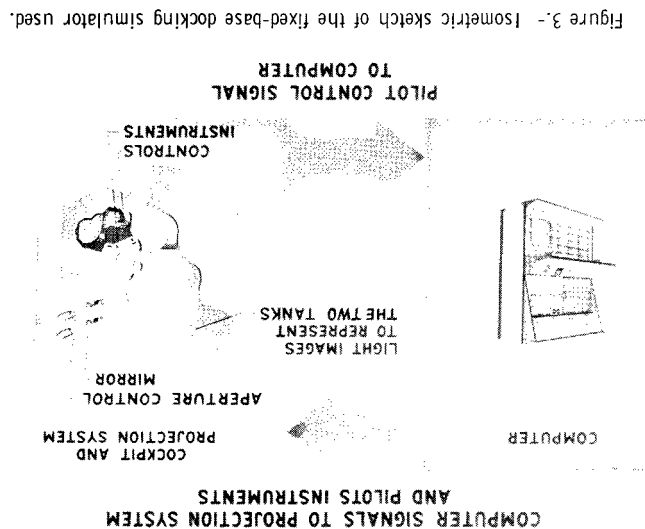 COMPUTER SIGNALS TO PROJECTION SYSTEM
AND PILOTS INSTRUMENTS
COMPUTER
COCKPIT AND
PROJECTION SYSTEM
APERTURE CONTROL
MIRROR
LIGHT IMAGES
TO REPRESENT
THE TWO TANKS
CONTROLS
INSTRUMENTS
PILOT CONTROL SIGNAL
TO COMPUTER
Figure 3.- Isometric sketch of the fixed-base docking simulator used.